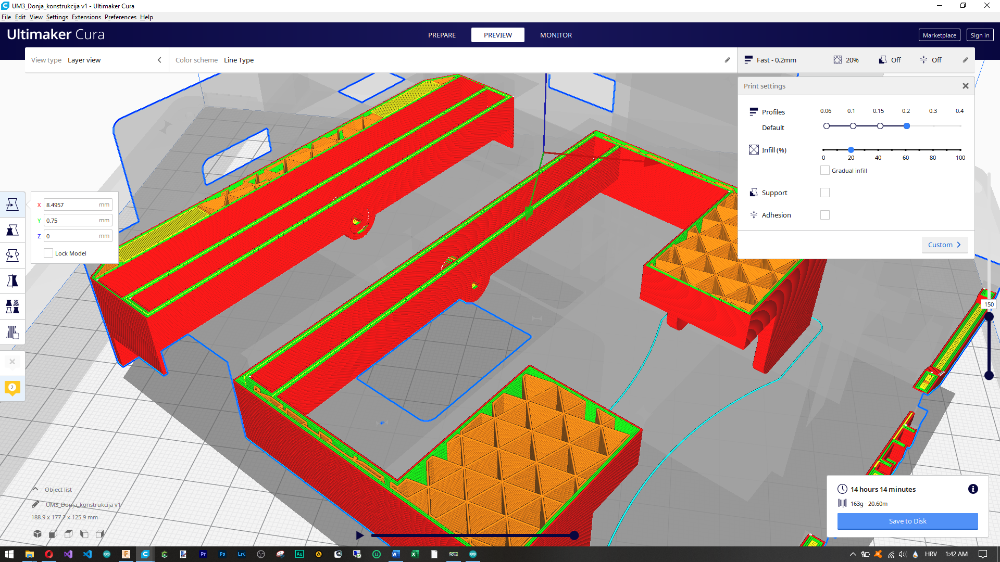 UM3_Donja_konstrukcija v1 - Ultimaker Cura
File Edit View Settings Extensions Preferences Help
Ultimaker Cura
PREPARE
PREVIEW
MONITOR
Marketplace
Sign in
View type Layer view
Color scheme Line Type
Fast - 0.2mm
20%
Off
Off
Print settings
Profiles
0.06 0.1 0.15 0.2 0.3 0.4
Default
Infill (%)
0 20 40 60 80 100
Gradual infill
Support
Adhesion
Custom
X 8.4957 mm
Y 0.75 mm
Z 0 mm
Lock Model
2
150
Object list
UM3_Donja_konstrukcija v1
188.9 x 177.2 x 125.9 mm
14 hours 14 minutes
163g · 20.60m
Save to Disk
HRV
1:42 AM